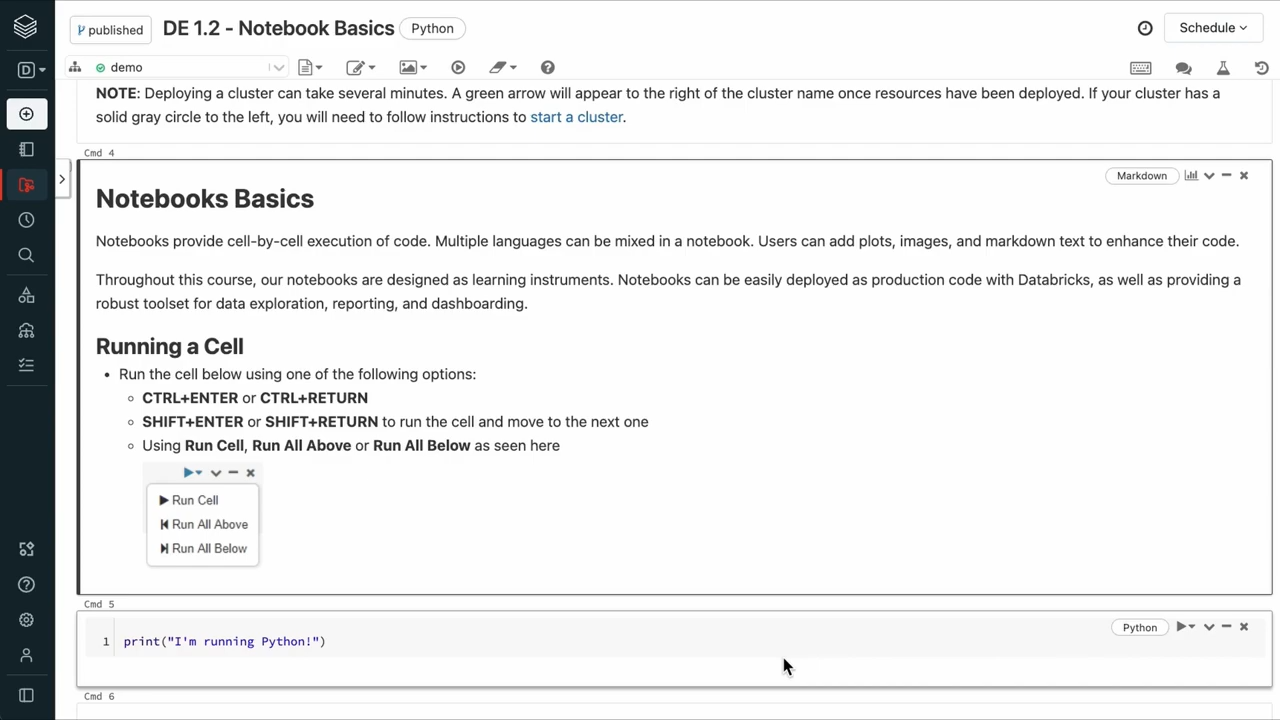 published
DE 1.2 - Notebook Basics
Python
Schedule
D
demo
NOTE: Deploying a cluster can take several minutes. A green arrow will appear to the right of the cluster name once resources have been deployed. If your cluster has a
solid gray circle to the left, you will need to follow instructions to start a cluster.
Cmd 4
Markdown
Notebooks Basics
Notebooks provide cell-by-cell execution of code. Multiple languages can be mixed in a notebook. Users can add plots, images, and markdown text to enhance their code.
Throughout this course, our notebooks are designed as learning instruments. Notebooks can be easily deployed as production code with Databricks, as well as providing a
robust toolset for data exploration, reporting, and dashboarding.
Running a Cell
Run the cell below using one of the following options:
CTRL+ENTER or CTRL+RETURN
SHIFT+ENTER or SHIFT+RETURN to run the cell and move to the next one
Using Run Cell, Run All Above or Run All Below as seen here
Run Cell
Run All Above
Run All Below
Cmd 5
Python
1 print("I'm running Python!")
Cmd 6